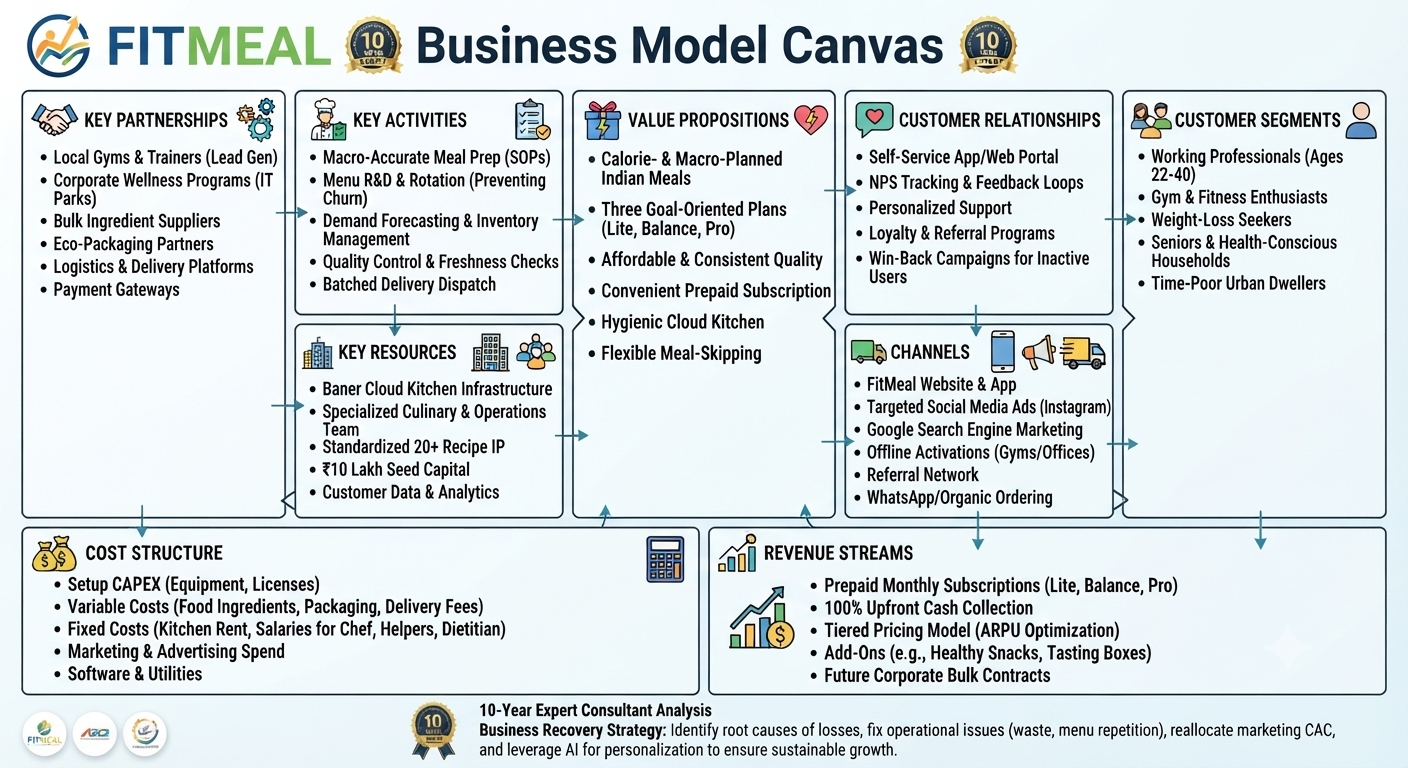 FITMEAL
10
Business Model Canvas
10
KEY PARTNERSHIPS
• Local Gyms & Trainers (Lead Gen)
• Corporate Wellness Programs (IT
Parks)
• Bulk Ingredient Suppliers
• Eco-Packaging Partners
• Logistics & Delivery Platforms
• Payment Gateways
KEY ACTIVITIES
• Macro-Accurate Meal Prep (SOPs)
• Menu R&D & Rotation (Preventing
Churn)
• Demand Forecasting & Inventory
Management
• Quality Control & Freshness Checks
• Batched Delivery Dispatch
KEY RESOURCES
• Baner Cloud Kitchen Infrastructure
• Specialized Culinary & Operations
Team
• Standardized 20+ Recipe IP
• ₹10 Lakh Seed Capital
• Customer Data & Analytics
VALUE PROPOSITIONS
• Calorie- & Macro-Planned
Indian Meals
• Three Goal-Oriented Plans
(Lite, Balance, Pro)
• Affordable & Consistent Quality
• Convenient Prepaid Subscription
• Hygienic Cloud Kitchen
• Flexible Meal-Skipping
CUSTOMER RELATIONSHIPS
• Self-Service App/Web Portal
• NPS Tracking & Feedback Loops
• Personalized Support
• Loyalty & Referral Programs
• Win-Back Campaigns for Inactive
Users
CHANNELS
• FitMeal Website & App
• Targeted Social Media Ads (Instagram)
• Google Search Engine Marketing
• Offline Activations (Gyms/Offices)
• Referral Network
• WhatsApp/Organic Ordering
CUSTOMER SEGMENTS
• Working Professionals (Ages
22-40)
• Gym & Fitness Enthusiasts
• Weight-Loss Seekers
• Seniors & Health-Conscious
Households
• Time-Poor Urban Dwellers
COST STRUCTURE
• Setup CAPEX (Equipment, Licenses)
• Variable Costs (Food Ingredients, Packaging, Delivery Fees)
• Fixed Costs (Kitchen Rent, Salaries for Chef, Helpers, Dietitian)
• Marketing & Advertising Spend
• Software & Utilities
REVENUE STREAMS
• Prepaid Monthly Subscriptions (Lite, Balance, Pro)
• 100% Upfront Cash Collection
• Tiered Pricing Model (ARPU Optimization)
• Add-Ons (e.g., Healthy Snacks, Tasting Boxes)
• Future Corporate Bulk Contracts
10
10-Year Expert Consultant Analysis
Business Recovery Strategy: Identify root causes of losses, fix operational issues (waste, menu repetition), reallocate marketing CAC,
and leverage AI for personalization to ensure sustainable growth.